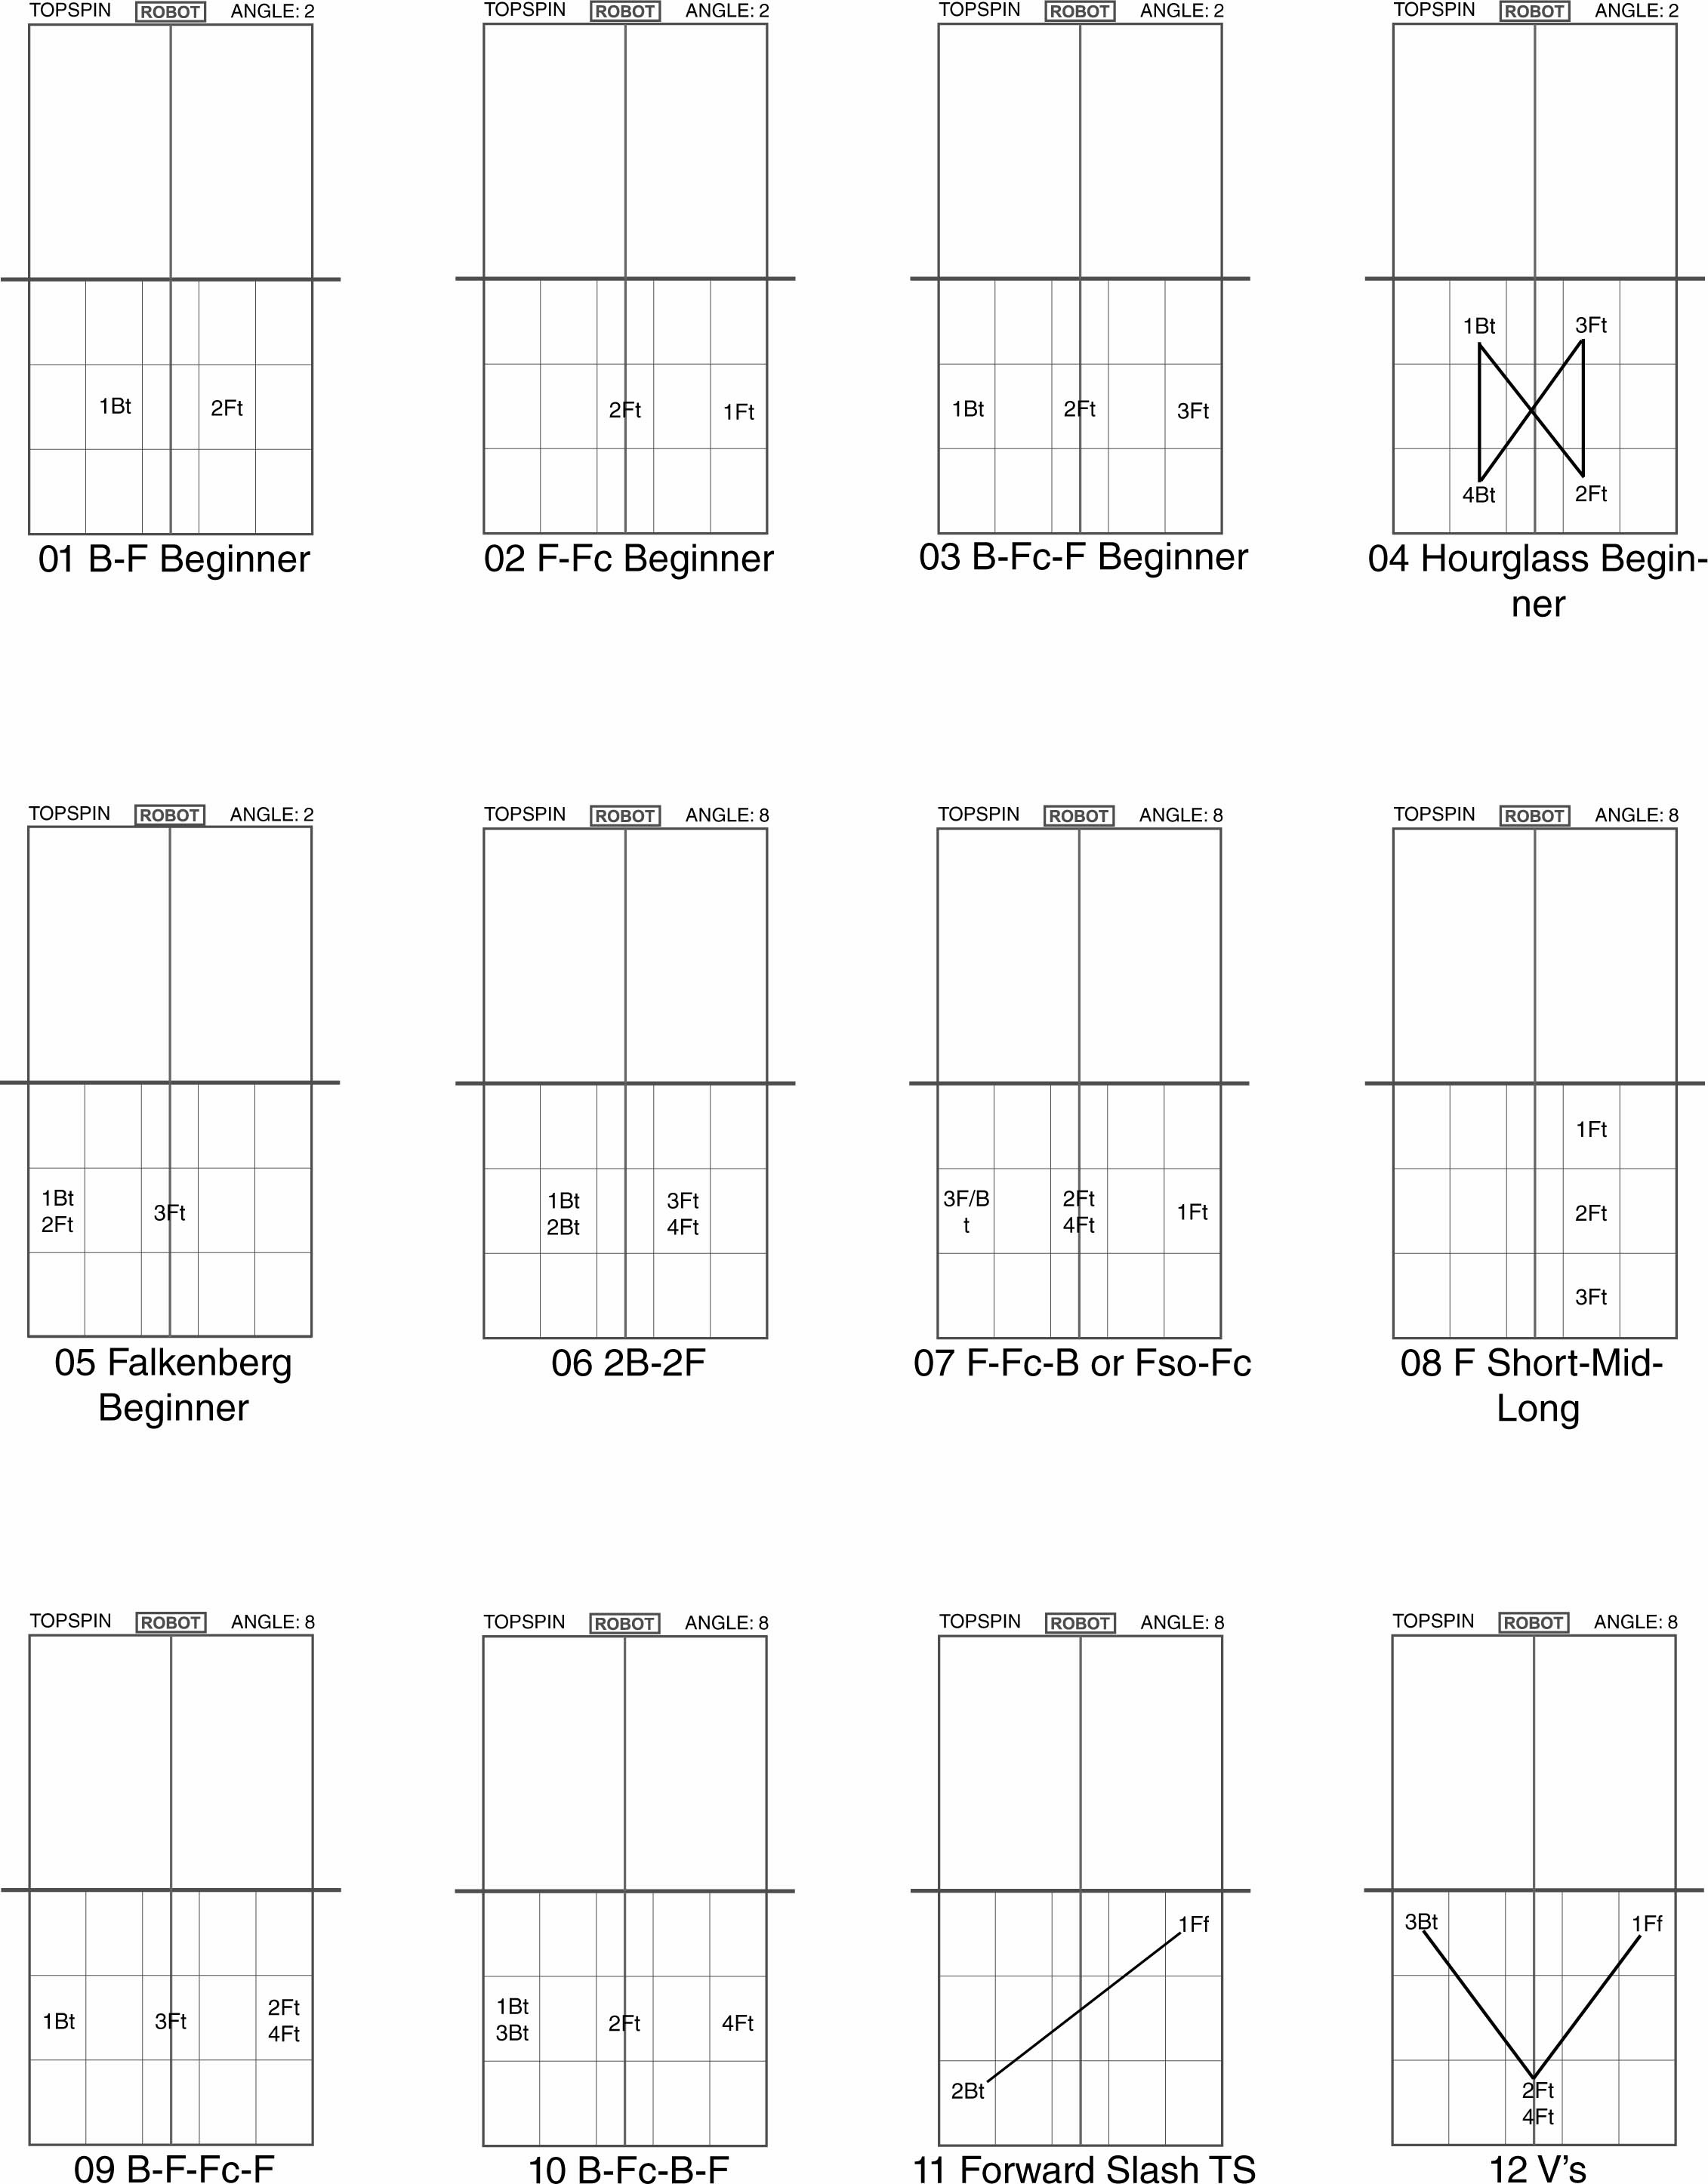 TOPSPIN ROBOT ANGLE: 2
1Bt 2Ft
01 B-F Beginner
TOPSPIN ROBOT ANGLE: 2
2Ft 1Ft
02 F-Fc Beginner
TOPSPIN ROBOT ANGLE: 2
1Bt 2Ft 3Ft
03 B-Fc-F Beginner
TOPSPIN ROBOT ANGLE: 2
1Bt 3Ft
4Bt 2Ft
04 Hourglass Begin-
ner
TOPSPIN ROBOT ANGLE: 2
1Bt
2Ft 3Ft
05 Falkenberg
Beginner
TOPSPIN ROBOT ANGLE: 8
1Bt 3Ft
2Bt 4Ft
06 2B-2F
TOPSPIN ROBOT ANGLE: 8
3F/B 2Ft 1Ft
t 4Ft
07 F-Fc-B or Fso-Fc
TOPSPIN ROBOT ANGLE: 8
1Ft
2Ft
3Ft
08 F Short-Mid-
Long
TOPSPIN ROBOT ANGLE: 8
1Bt 3Ft 2Ft
4Ft
09 B-F-Fc-F
TOPSPIN ROBOT ANGLE: 8
1Bt 2Ft 4Ft
3Bt
10 B-Fc-B-F
TOPSPIN ROBOT ANGLE: 8
1Ff
2Bt
11 Forward Slash TS
TOPSPIN ROBOT ANGLE: 8
3Bt 1Ff
2Ft
4Ft
12 V's